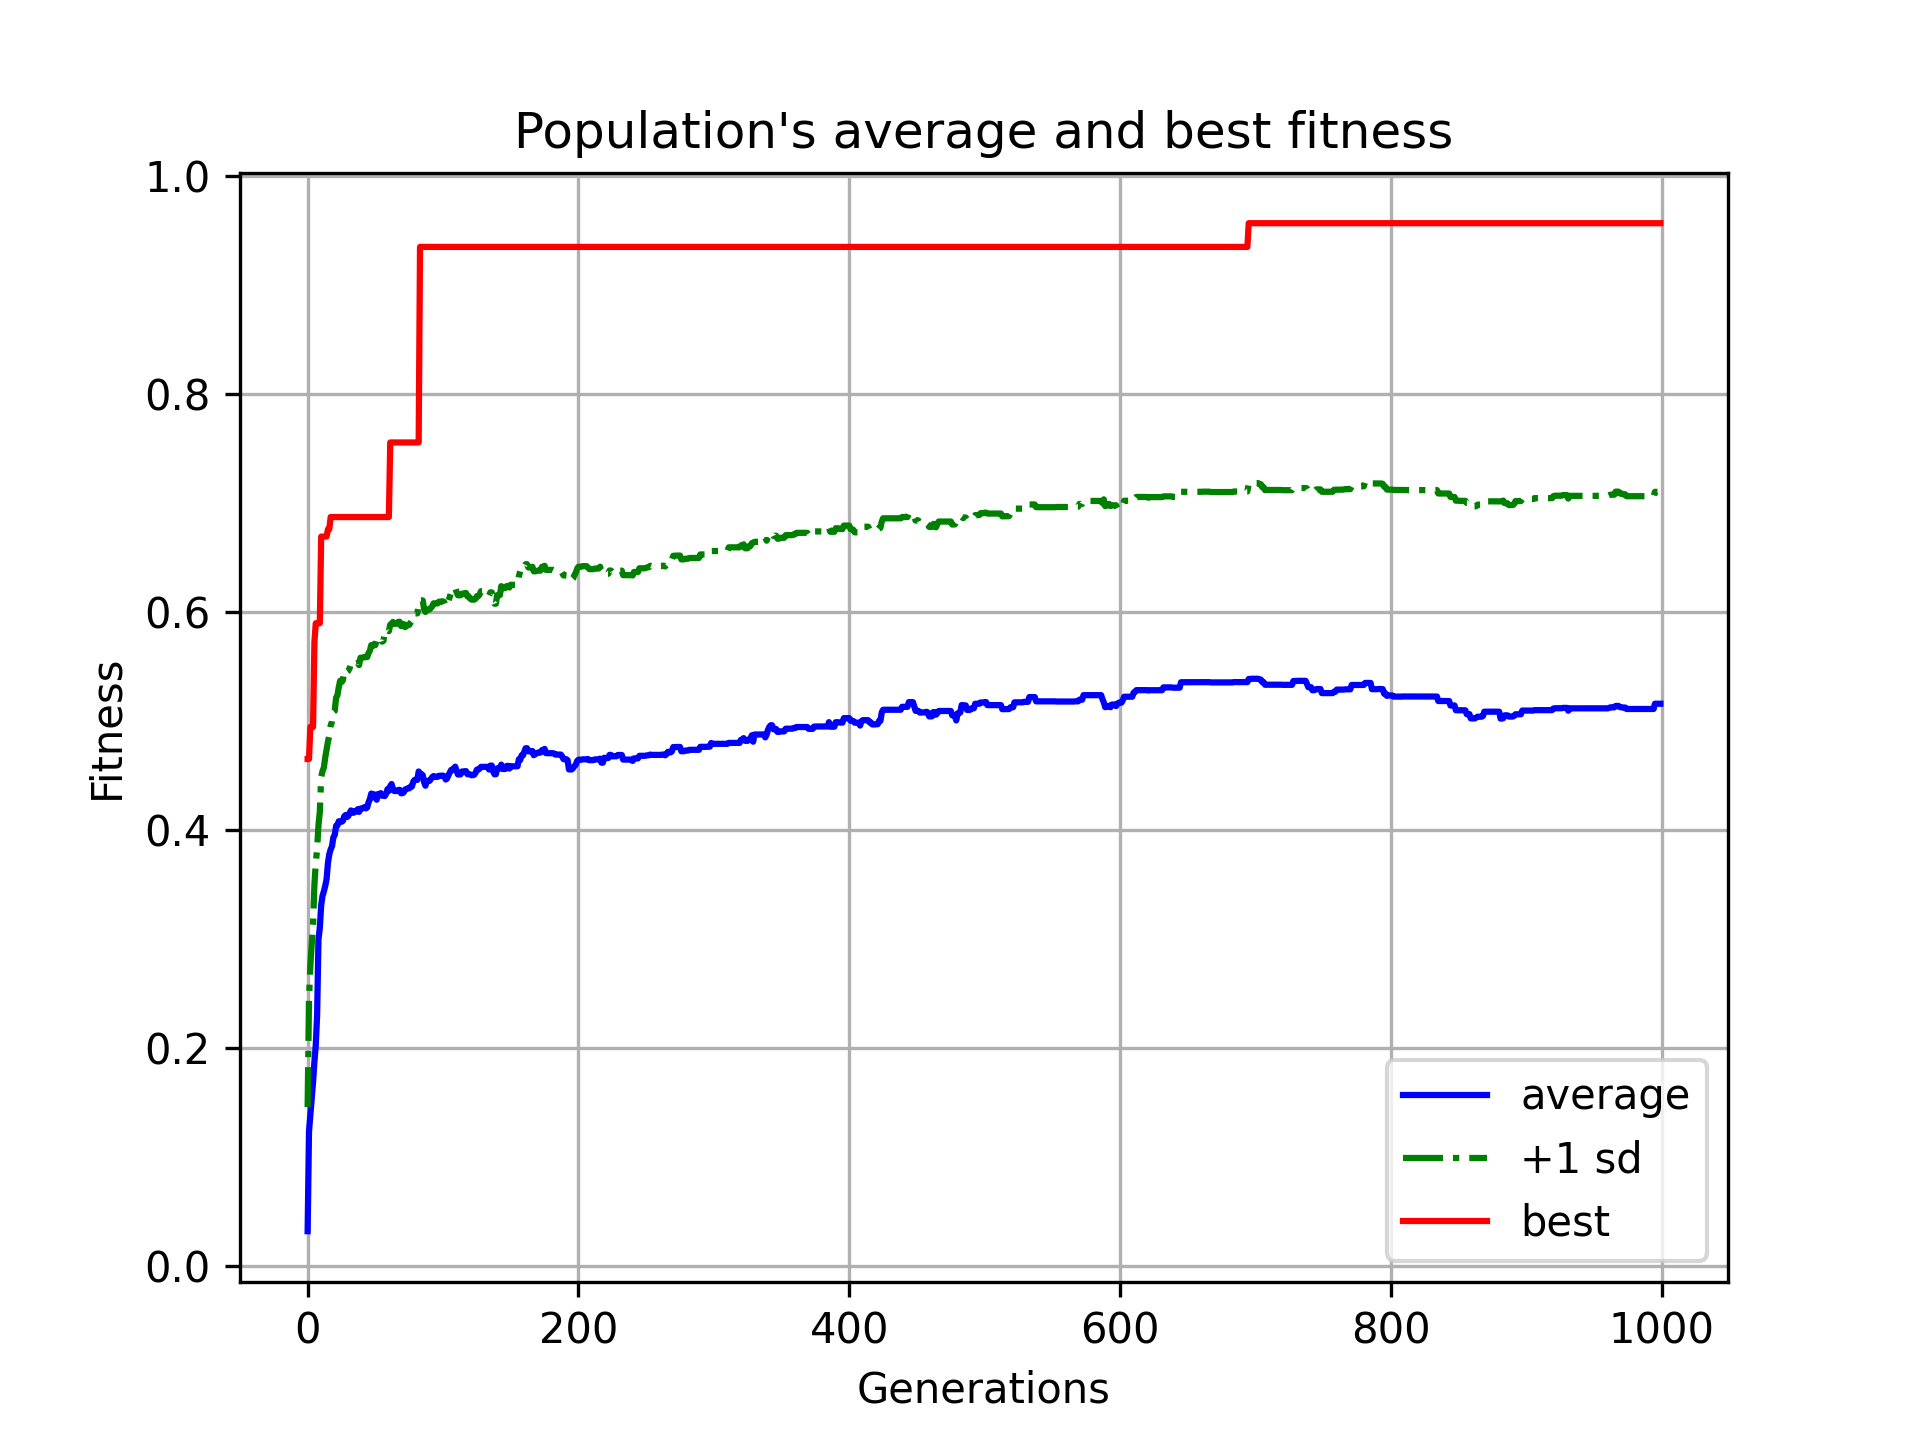 Population's average and best fitness
1.0
0.8
0.6
0.4
0.2
0.0
Fitness
0 200 400 600 800 1000
Generations
average
+1 sd
best